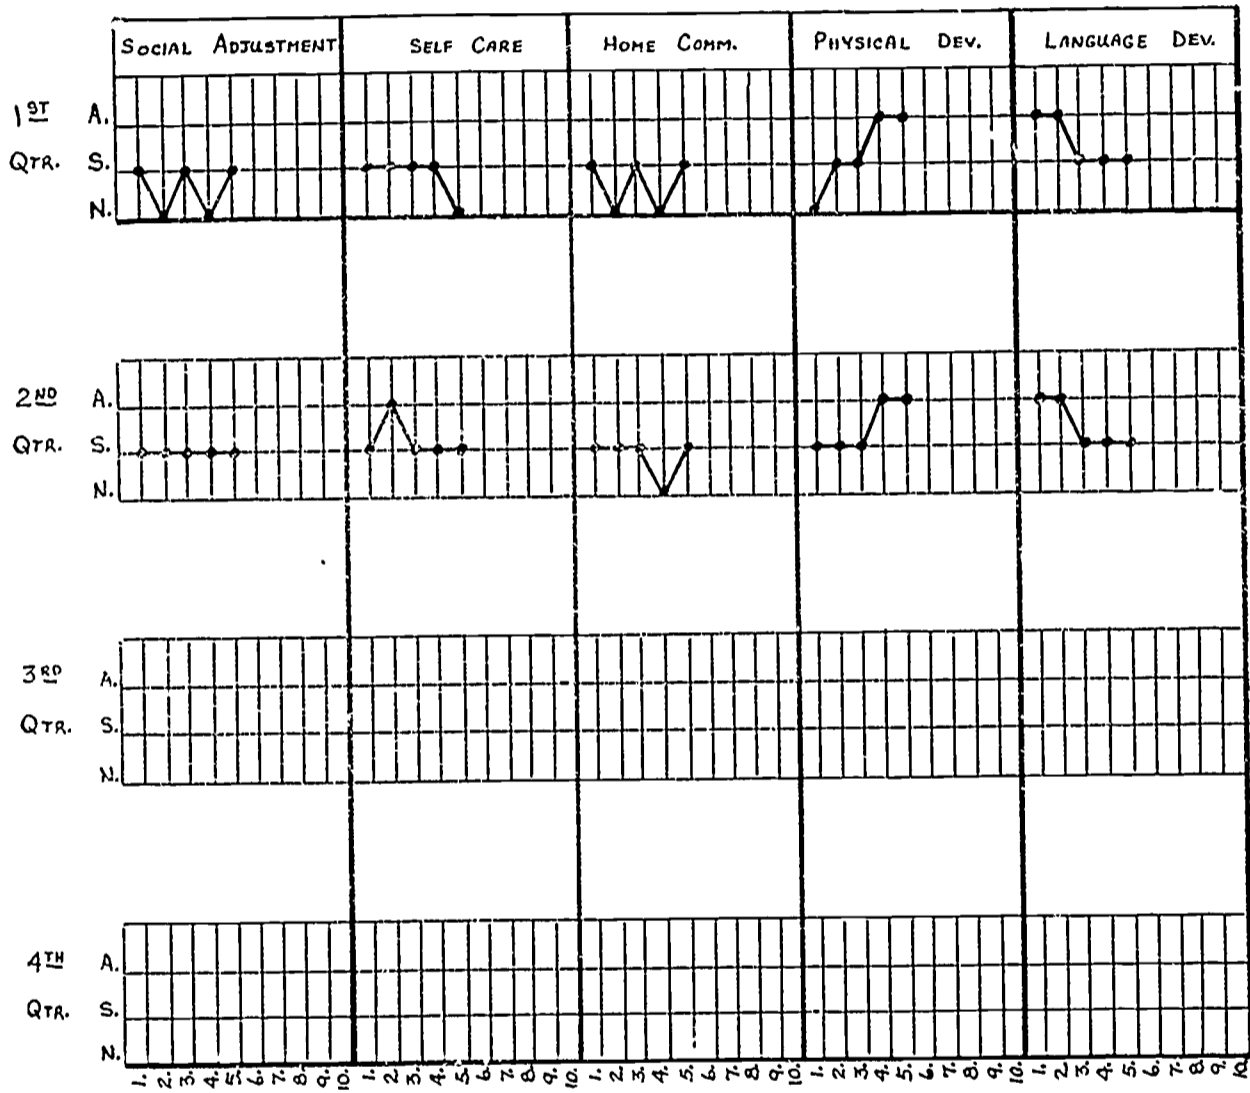 SOCIAL ADJUSTMENT SELF CARE HOME COMM. PHYSICAL DEV. LANGUAGE DEV.
1ST A.
QTR. S.
N.
2ND A.
QTR. S.
N.
3RD A.
QTR. S.
N.
4TH A.
QTR. S.
N.
1. 2. 3. 4. 5. 6. 7. 8. 9. 10. 1. 2. 3. 4. 5. 6. 7. 8. 9. 10. 1. 2. 3. 4. 5. 6. 7. 8. 9. 10. 1. 2. 3. 4. 5. 6. 7. 8. 9. 10. 1. 2. 3. 4. 5. 6. 7. 8. 9. 10.